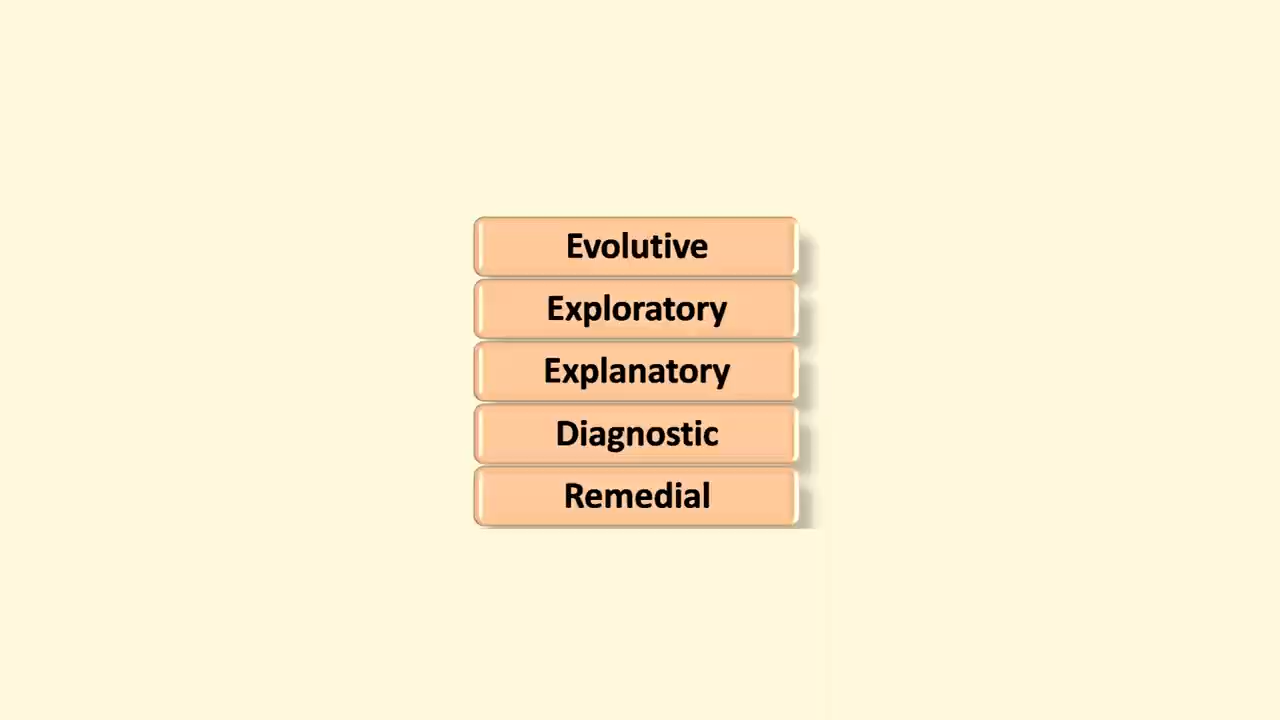 Evolutive
Exploratory
Explanatory
Diagnostic
Remedial